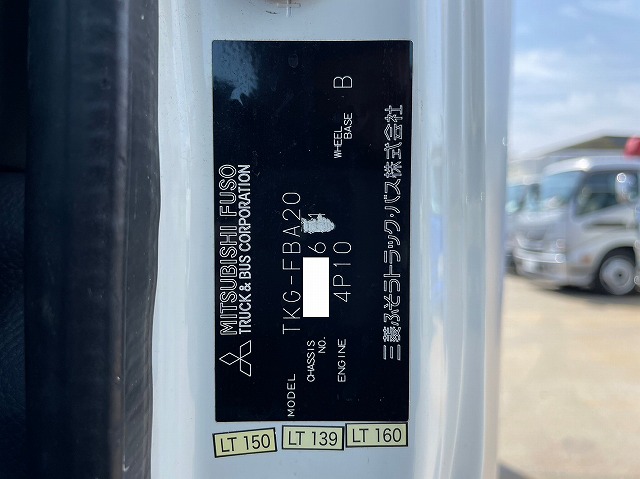 MITSUBISHI FUSO
TRUCK & BUS CORPORATION
MODEL TKG-FBA20
CHASSIS NO. 6
ENGINE 4P10 WHEEL BASE B
三菱ふそうトラック・バス株式会社
LT 150
LT 139
LT 160